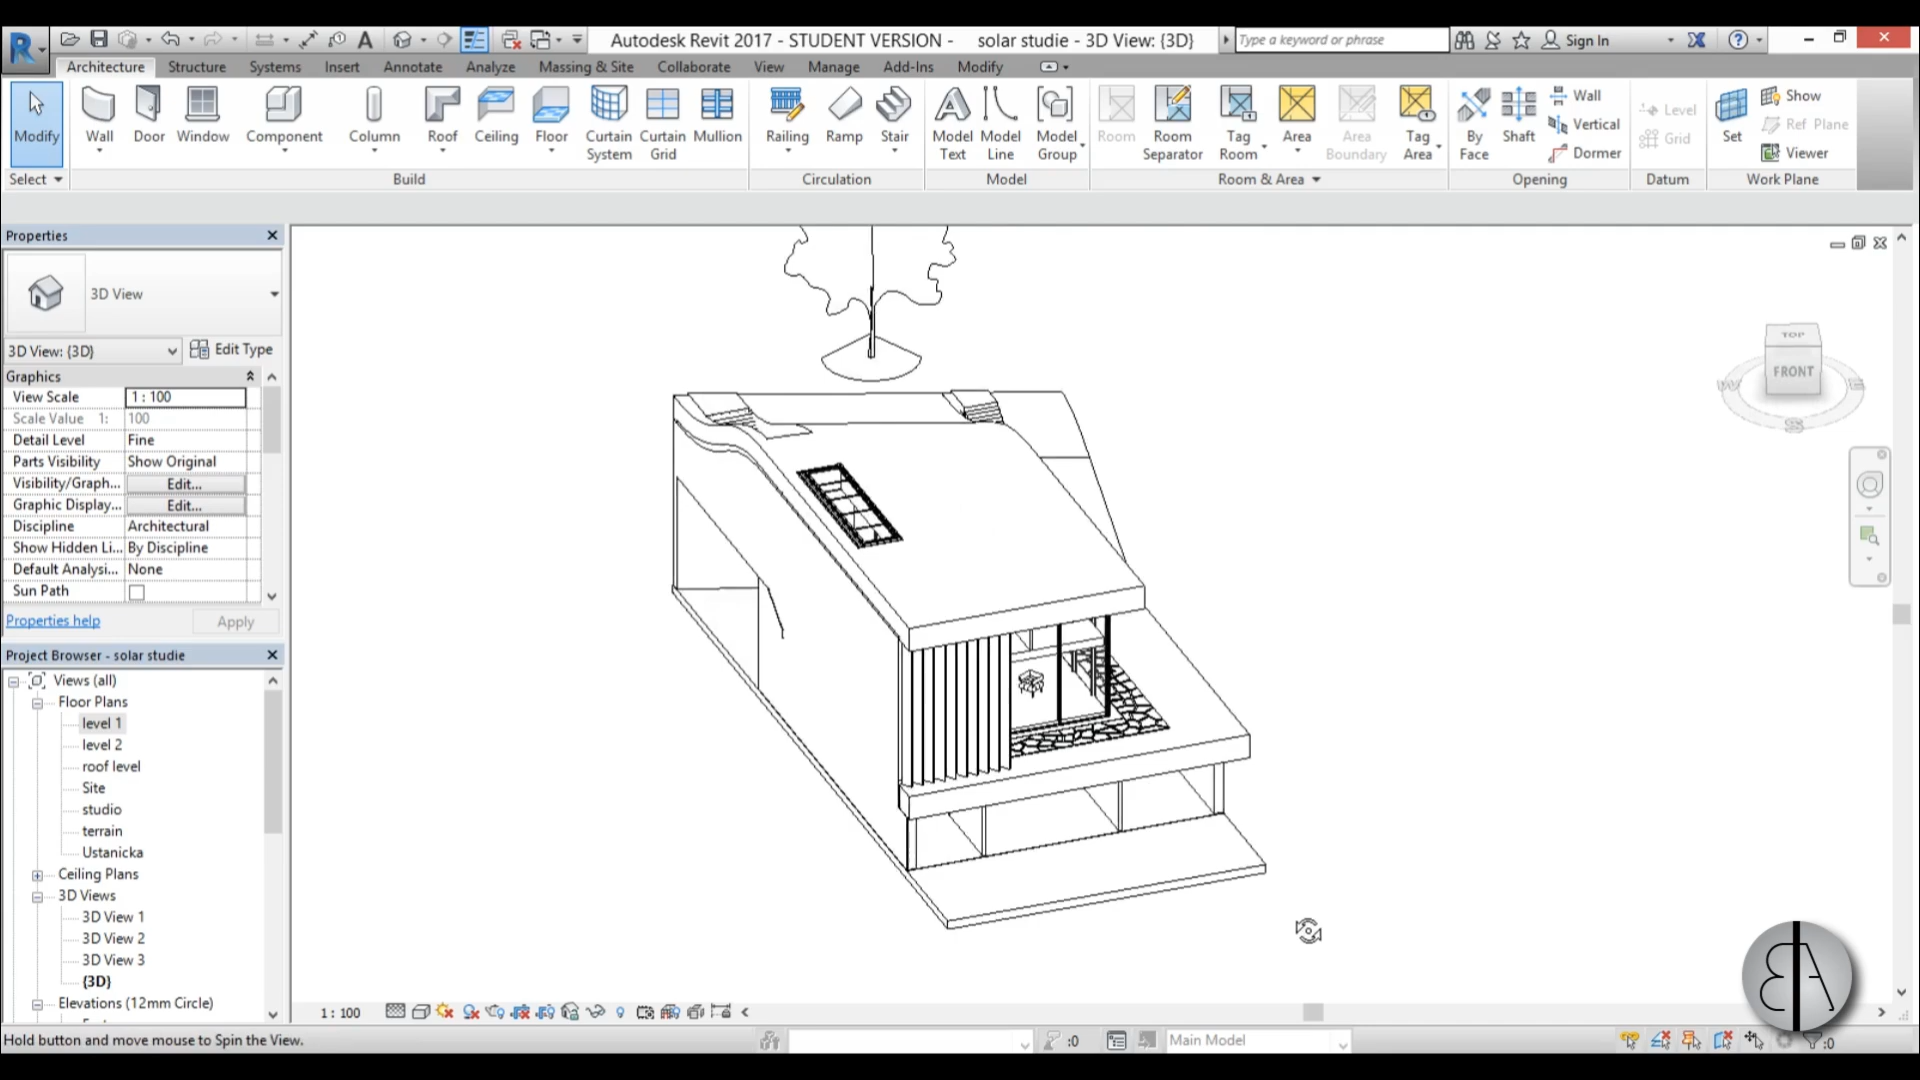 Autodesk Revit 2017 - STUDENT VERSION -    solar studie - 3D View: {3D}
Type a keyword or phrase
Sign In
Architecture Structure Systems Insert Annotate Analyze Massing & Site Collaborate View Manage Add-Ins Modify
Modify Wall Door Window Component Column Roof Ceiling Floor Curtain System Curtain Grid Mullion Railing Ramp Stair Model Text Model Line Model Group Room Room Separator Tag Room Area Area Boundary Tag Area By Face Shaft
Wall
Vertical
Dormer
Level
Grid
Set
Show
Ref Plane
Viewer
Select Build Circulation Model Room & Area Opening Datum Work Plane
Properties
3D View
3D View: {3D} Edit Type
Graphics
View Scale 1 : 100
Scale Value 1: 100
Detail Level Fine
Parts Visibility Show Original
Visibility/Graph... Edit...
Graphic Display... Edit...
Discipline Architectural
Show Hidden Li... By Discipline
Default Analysi... None
Sun Path
Properties help Apply
Project Browser - solar studie
Views (all)
Floor Plans
level 1
level 2
roof level
Site
studio
terrain
Ustanicka
Ceiling Plans
3D Views
3D View 1
3D View 2
3D View 3
{3D}
Elevations (12mm Circle)
TOP
FRONT
W
E
S
1 : 100
Hold button and move mouse to Spin the View.
:0
Main Model
:0